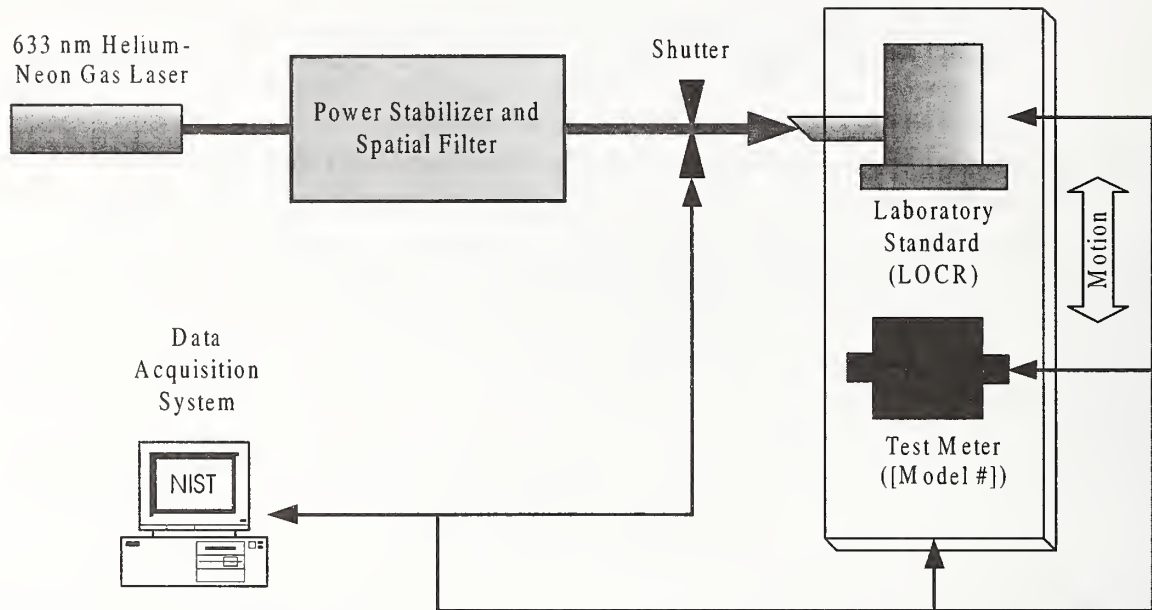 633 nm Helium-
Neon Gas Laser
Power Stabilizer and
Spatial Filter
Shutter
Laboratory
Standard
(LOCR)
Motion
Data
Acquisition
System
NIST
Test Meter
([Model #])